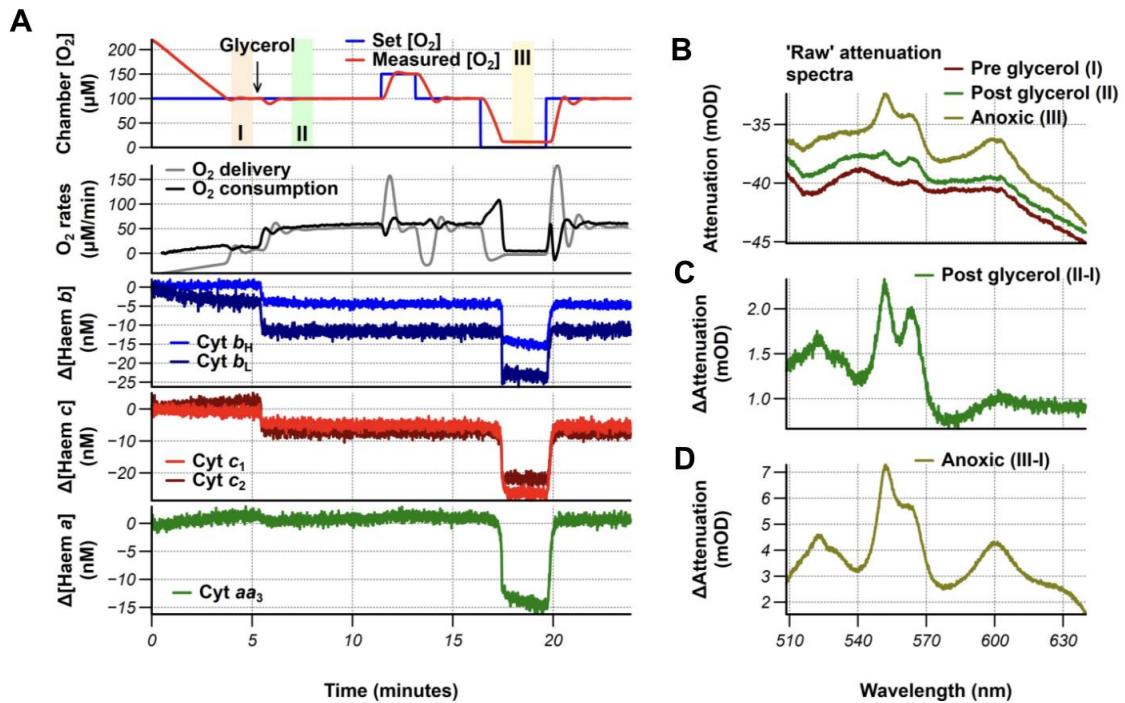 A
Glycerol
Set [O₂]
Measured [O₂]
Chamber [O₂]
(µM)
200
150
100
50
0
I
II
III
O₂ delivery
O₂ consumption
O₂ rates
(µM/min)
150
100
50
0
Δ[Haem b]
(nM)
0
−5
−10
−15
−20
−25
Cyt bH
Cyt bL
Δ[Haem c]
(nM)
0
−10
−20
Cyt c₁
Cyt c₂
Δ[Haem a]
(nM)
0
−5
−10
−15
Cyt aa₃
0 5 10 15 20
Time (minutes)
B
'Raw' attenuation
spectra
Pre glycerol (I)
Post glycerol (II)
Anoxic (III)
Attenuation (mOD)
−35
−40
−45
C
Post glycerol (II-I)
ΔAttenuation
(mOD)
2.0
1.5
1.0
D
Anoxic (III-I)
ΔAttenuation
(mOD)
7
6
5
4
3
2
510 540 570 600 630
Wavelength (nm)